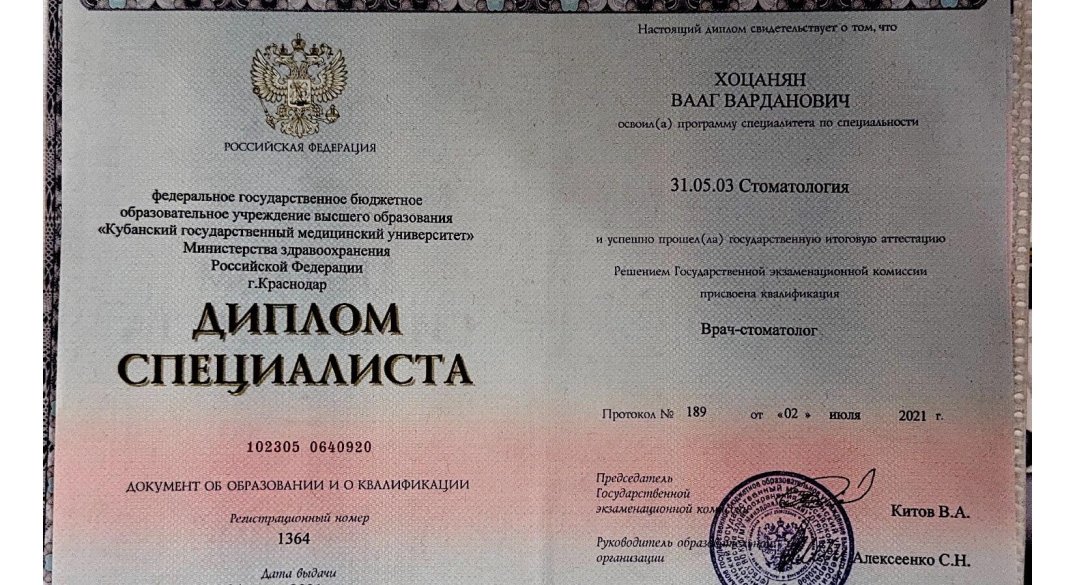 РОССИЙСКАЯ ФЕДЕРАЦИЯ
федеральное государственное бюджетное
образовательное учреждение высшего образования
«Кубанский государственный медицинский университет»
Министерства здравоохранения
Российской Федерации
г.Краснодар
ДИПЛОМ
СПЕЦИАЛИСТА
102305 0640920
ДОКУМЕНТ ОБ ОБРАЗОВАНИИ И О КВАЛИФИКАЦИИ
Регистрационный номер
1364
Дата выдачи
Настоящий диплом свидетельствует о том, что
ХОЦАНЯН
ВААГ ВАРДАНОВИЧ
освоил(а) программу специалитета по специальности
31.05.03 Стоматология
и успешно прошел(ла) государственную итоговую аттестацию
Решением Государственной экзаменационной комиссии
присвоена квалификация
Врач-стоматолог
Протокол № 189 от «02 » июля 2021 г.
Председатель
Государственной
экзаменационной
Китов В.А.
Руководитель
организации
Алексеенко С.Н.